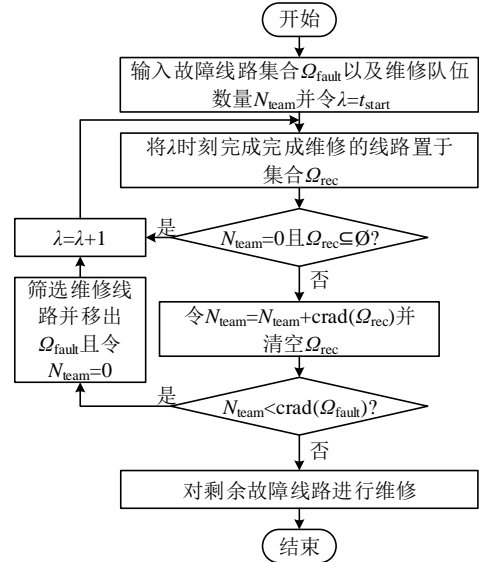 开始
输入故障线路集合Ωfault以及维修队伍
数量Nteam并令λ=tstart
将λ时刻完成完成维修的线路置于
集合Ωrec
λ=λ+1
是
Nteam=0且Ωrec⊆Ø?
否
筛选维修线
路并移出
Ωfault且令
Nteam=0
令Nteam=Nteam+crad(Ωrec)并
清空Ωrec
是
Nteam<crad(Ωfault)?
否
对剩余故障线路进行维修
结束